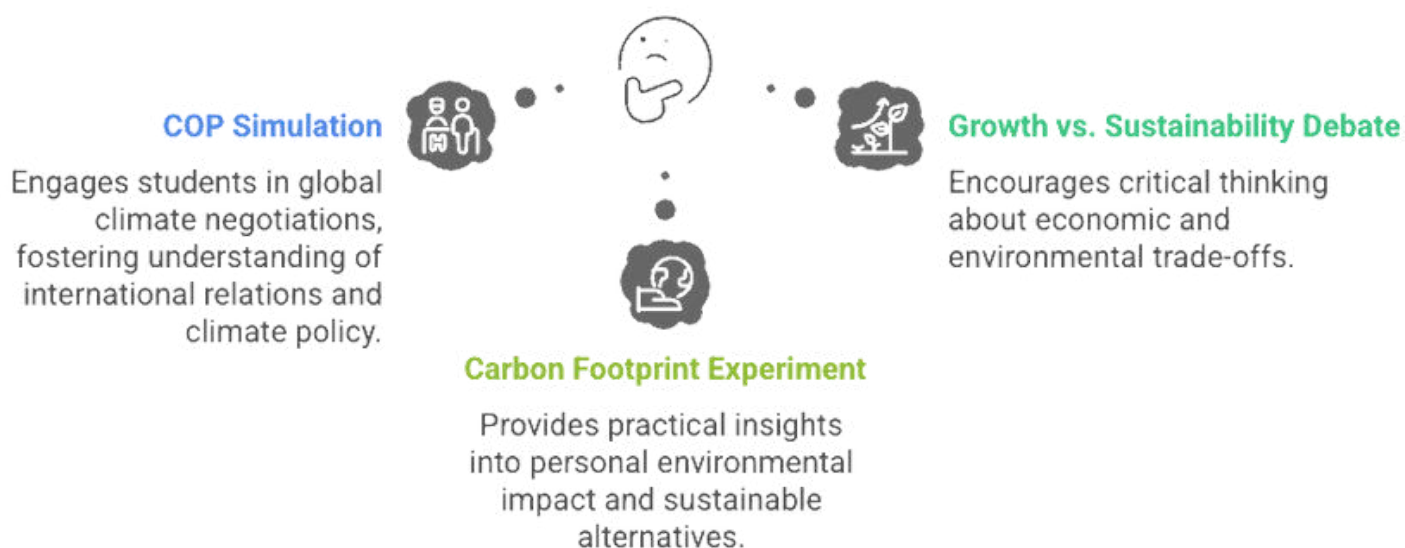 COP Simulation
Engages students in global
climate negotiations,
fostering understanding of
international relations and
climate policy.
Carbon Footprint Experiment
Provides practical insights
into personal environmental
impact and sustainable
alternatives.
Growth vs. Sustainability Debate
Encourages critical thinking
about economic and
environmental trade-offs.